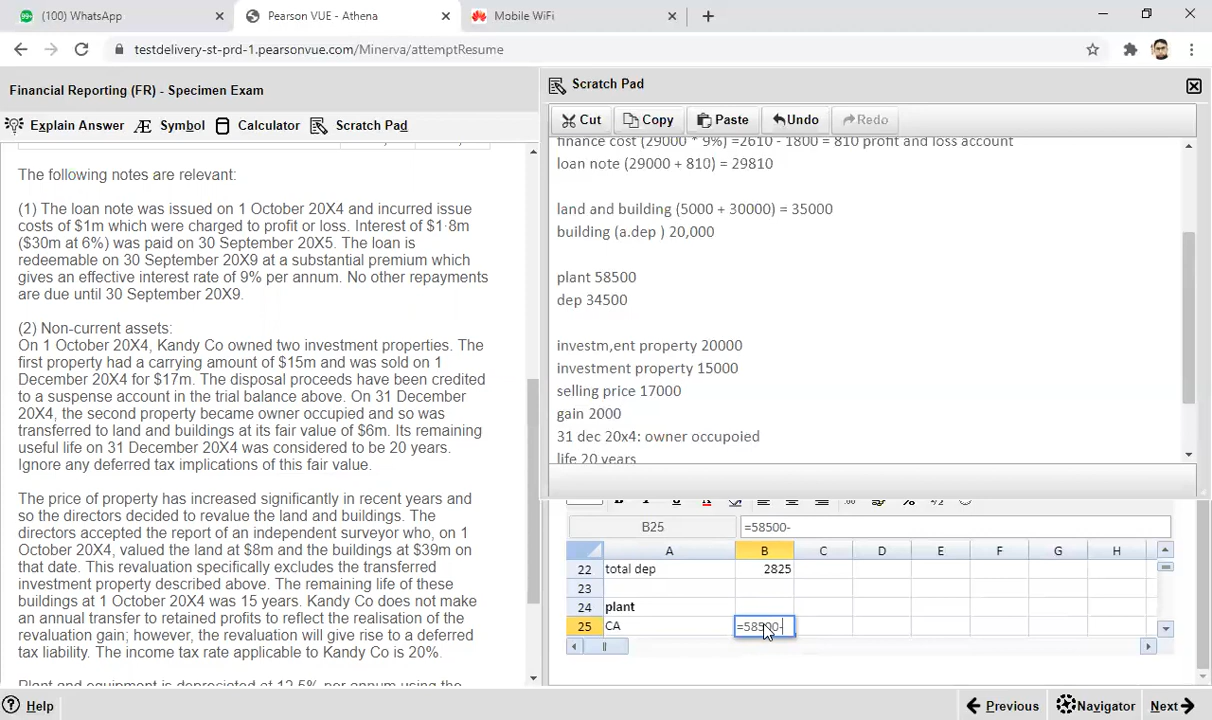 99+ (100) WhatsApp
Pearson VUE - Athena
Mobile WiFi
testdelivery-st-prd-1.pearsonvue.com/Minerva/attemptResume
Financial Reporting (FR) - Specimen Exam
Explain Answer
Æ Symbol
Calculator
Scratch Pad
The following notes are relevant:
(1) The loan note was issued on 1 October 20X4 and incurred issue
costs of $1m which were charged to profit or loss. Interest of $1·8m
($30m at 6%) was paid on 30 September 20X5. The loan is
redeemable on 30 September 20X9 at a substantial premium which
gives an effective interest rate of 9% per annum. No other repayments
are due until 30 September 20X9.
(2) Non-current assets:
On 1 October 20X4, Kandy Co owned two investment properties. The
first property had a carrying amount of $15m and was sold on 1
December 20X4 for $17m. The disposal proceeds have been credited
to a suspense account in the trial balance above. On 31 December
20X4, the second property became owner occupied and so was
transferred to land and buildings at its fair value of $6m. Its remaining
useful life on 31 December 20X4 was considered to be 20 years.
Ignore any deferred tax implications of this fair value.
The price of property has increased significantly in recent years and
so the directors decided to revalue the land and buildings. The
directors accepted the report of an independent surveyor who, on 1
October 20X4, valued the land at $8m and the buildings at $39m on
that date. This revaluation specifically excludes the transferred
investment property described above. The remaining life of these
buildings at 1 October 20X4 was 15 years. Kandy Co does not make
an annual transfer to retained profits to reflect the realisation of the
revaluation gain; however, the revaluation will give rise to a deferred
tax liability. The income tax rate applicable to Kandy Co is 20%.
Plant and equipment is depreciated at 12.5% per annum using the
Scratch Pad
Cut
Copy
Paste
Undo
Redo
finance cost (29000 * 9%) =2610 - 1800 = 810 profit and loss account
loan note (29000 + 810) = 29810
land and building (5000 + 30000) = 35000
building (a.dep ) 20,000
plant 58500
dep 34500
investm,ent property 20000
investment property 15000
selling price 17000
gain 2000
31 dec 20x4: owner occupoied
life 20 years
B25
=58500-
A B C D E F G H
22 total dep 2825
23
24 plant
25 CA =58500-
Help
Previous
Navigator
Next